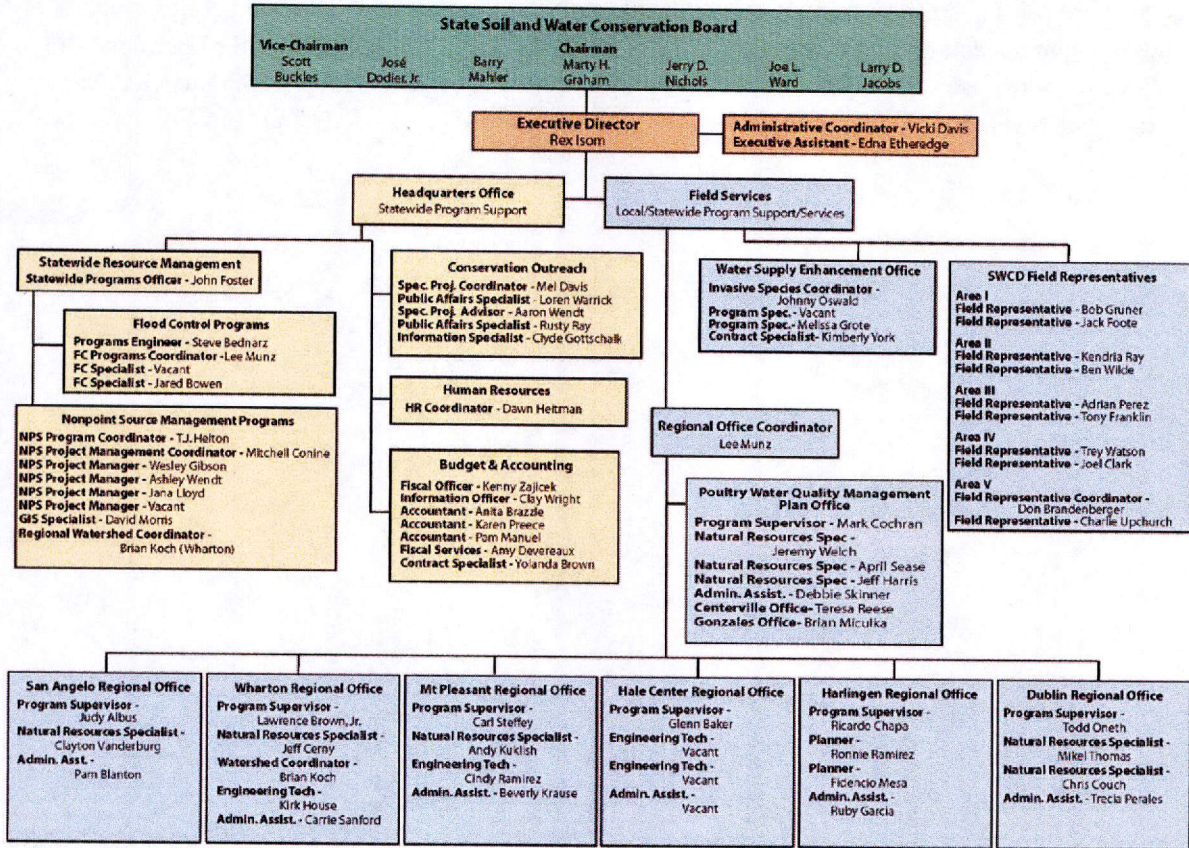 State Soil and Water Conservation Board
Vice-Chairman
Scott
Buckles
José
Dodier, Jr.
Barry
Mahler
Chairman
Marty H.
Graham
Jerry D.
Nichols
Joe L.
Ward
Larry D.
Jacobs
Executive Director
Rex Isom
Administrative Coordinator - Vicki Davis
Executive Assistant - Edna Etheredge
Headquarters Office
Statewide Program Support
Field Services
Local/Statewide Program Support/Services
Statewide Resource Management
Statewide Programs Officer - John Foster
Flood Control Programs
Programs Engineer - Steve Bednarz
FC Programs Coordinator - Lee Munz
FC Specialist - Vacant
FC Specialist - Jared Bowen
Nonpoint Source Management Programs
NPS Program Coordinator - T.J. Helton
NPS Project Management Coordinator - Mitchell Conine
NPS Project Manager - Wesley Gibson
NPS Project Manager - Ashley Wendt
NPS Project Manager - Jana Lloyd
NPS Project Manager - Vacant
GIS Specialist - David Morris
Regional Watershed Coordinator -
Brian Koch (Wharton)
Conservation Outreach
Spec. Proj. Coordinator - Mel Davis
Public Affairs Specialist - Loren Warrick
Spec. Proj. Advisor - Aaron Wendt
Public Affairs Specialist - Rusty Ray
Information Specialist - Clyde Gottschalk
Human Resources
HR Coordinator - Dawn Heitman
Budget & Accounting
Fiscal Officer - Kenny Zajicek
Information Officer - Clay Wright
Accountant - Anita Brazzle
Accountant - Karen Preece
Accountant - Pam Manuel
Fiscal Services - Amy Devereaux
Contract Specialist - Yolanda Brown
Water Supply Enhancement Office
Invasive Species Coordinator -
Johnny Oswald
Program Spec. - Vacant
Program Spec. - Melissa Grote
Contract Specialist - Kimberly York
Regional Office Coordinator
Lee Munz
Poultry Water Quality Management
Plan Office
Program Supervisor - Mark Cochran
Natural Resources Spec -
Jeremy Welch
Natural Resources Spec - April Sease
Natural Resources Spec - Jeff Harris
Admin. Assist. - Debbie Skinner
Centerville Office- Teresa Reese
Gonzales Office- Brian Miculka
SWCD Field Representatives
Area I
Field Representative - Bob Gruner
Field Representative - Jack Foote
Area II
Field Representative - Kendria Ray
Field Representative - Ben Wilde
Area III
Field Representative - Adrian Perez
Field Representative - Tony Franklin
Area IV
Field Representative - Trey Watson
Field Representative - Joel Clark
Area V
Field Representative Coordinator -
Don Brandenberger
Field Representative - Charlie Upchurch
San Angelo Regional Office
Program Supervisor -
Judy Albus
Natural Resources Specialist -
Clayton Vanderburg
Admin. Asst. -
Pam Blanton
Wharton Regional Office
Program Supervisor -
Lawrence Brown, Jr.
Natural Resources Specialist -
Jeff Cerny
Watershed Coordinator -
Brian Koch
Engineering Tech -
Kirk House
Admin. Assist. - Carrie Sanford
Mt Pleasant Regional Office
Program Supervisor -
Carl Steffey
Natural Resources Specialist -
Andy Kuklish
Engineering Tech -
Cindy Ramirez
Admin. Assist. - Beverly Krause
Hale Center Regional Office
Program Supervisor -
Glenn Baker
Engineering Tech -
Vacant
Engineering Tech -
Vacant
Admin. Assist -
Vacant
Harlingen Regional Office
Program Supervisor -
Ricardo Chapa
Planner -
Ronnie Ramirez
Planner -
Fidencio Mesa
Admin. Assist. -
Ruby Garcia
Dublin Regional Office
Program Supervisor -
Todd Oneth
Natural Resources Specialist -
Mikel Thomas
Natural Resources Specialist -
Chris Couch
Admin. Assist. - Trecia Perales